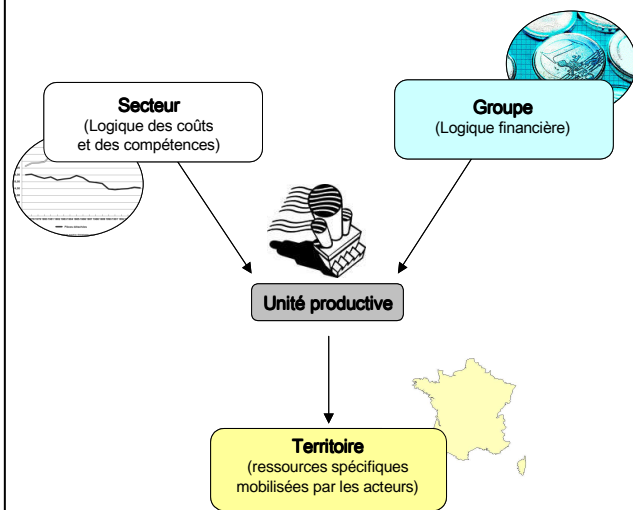 Secteur
(Logique des coûts
et des compétences)
Groupe
(Logique financière)
Unité productive
Territoire
(ressources spécifiques
mobilisées par les acteurs)